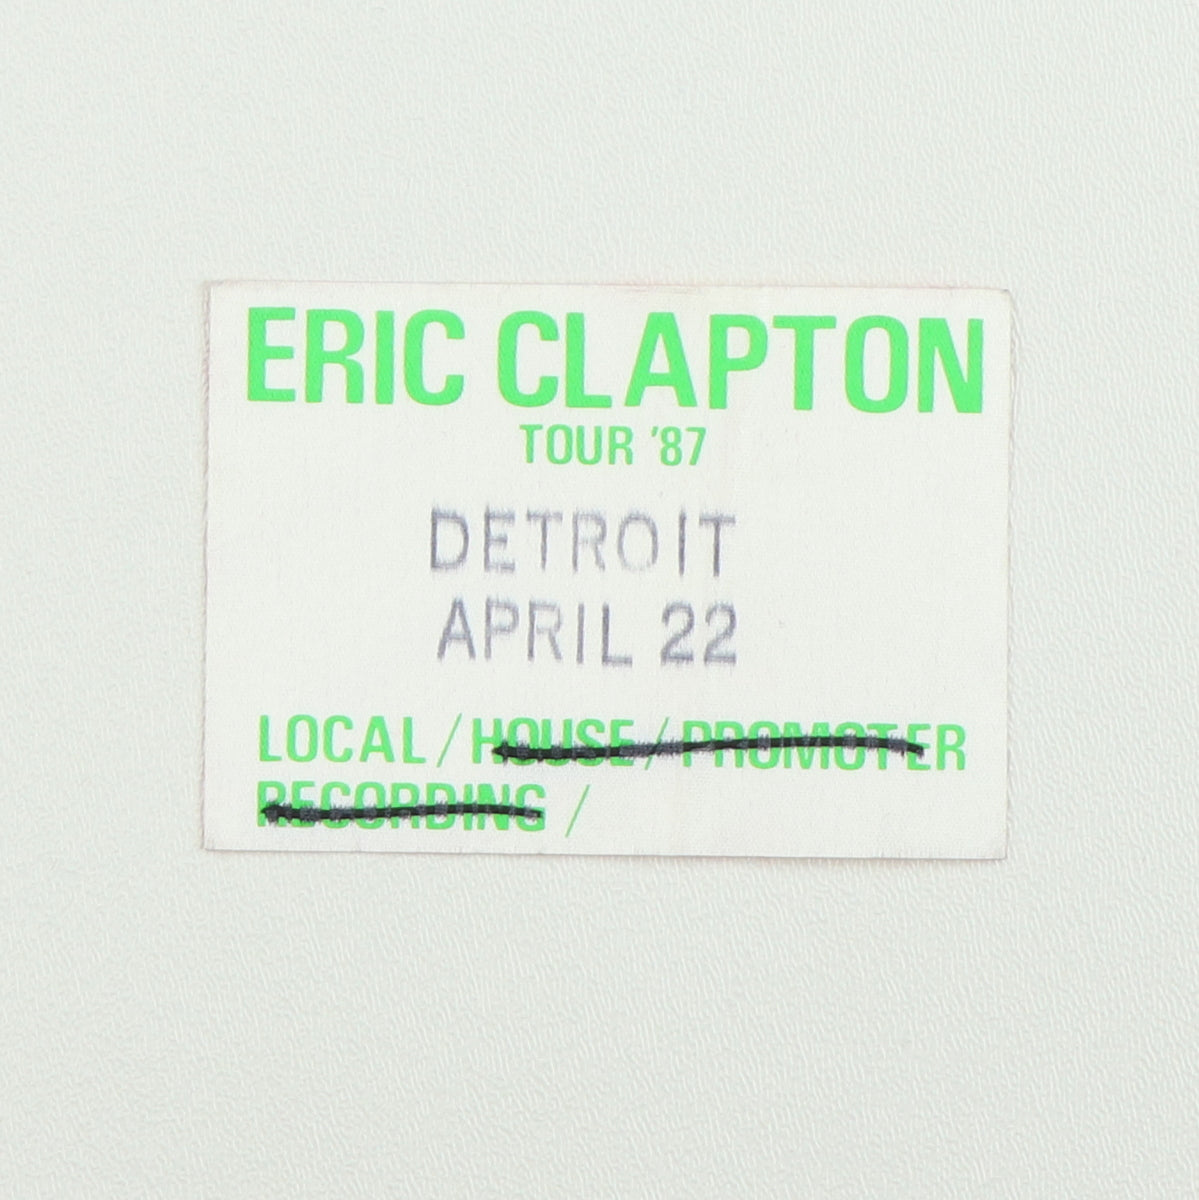 ERIC CLAPTON
TOUR '87
DETROIT
APRIL 22
LOCAL / HOUSE / PROMOTER
RECORDING /